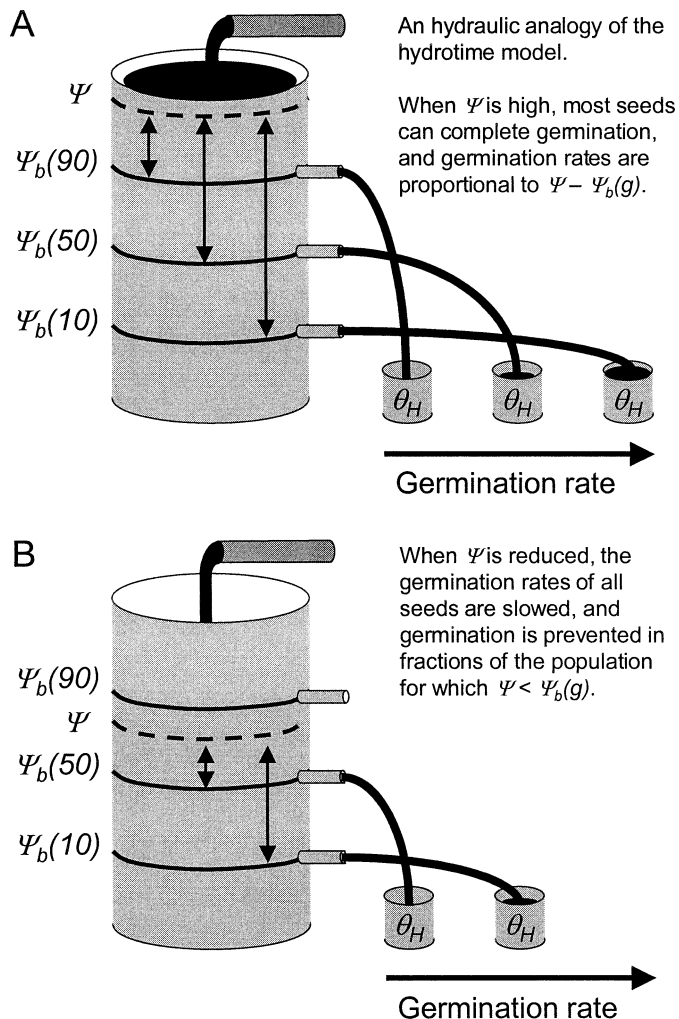 A
An hydraulic analogy of the
hydrotime model.
When Ψ is high, most seeds
can complete germination,
and germination rates are
proportional to Ψ – Ψb(g).
Ψ
Ψb(90)
Ψb(50)
Ψb(10)
θH
θH
θH
Germination rate
B
When Ψ is reduced, the
germination rates of all
seeds are slowed, and
germination is prevented in
fractions of the population
for which Ψ < Ψb(g).
Ψb(90)
Ψ
Ψb(50)
Ψb(10)
θH
θH
Germination rate